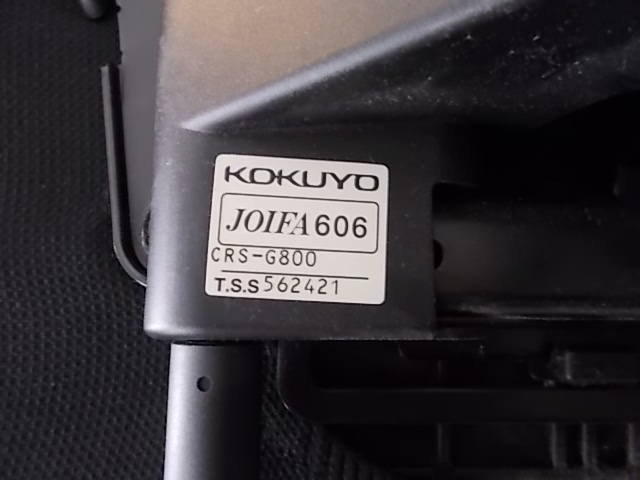 KOKUYO
JOIFA 606
CRS-G800
T.S.S 562421